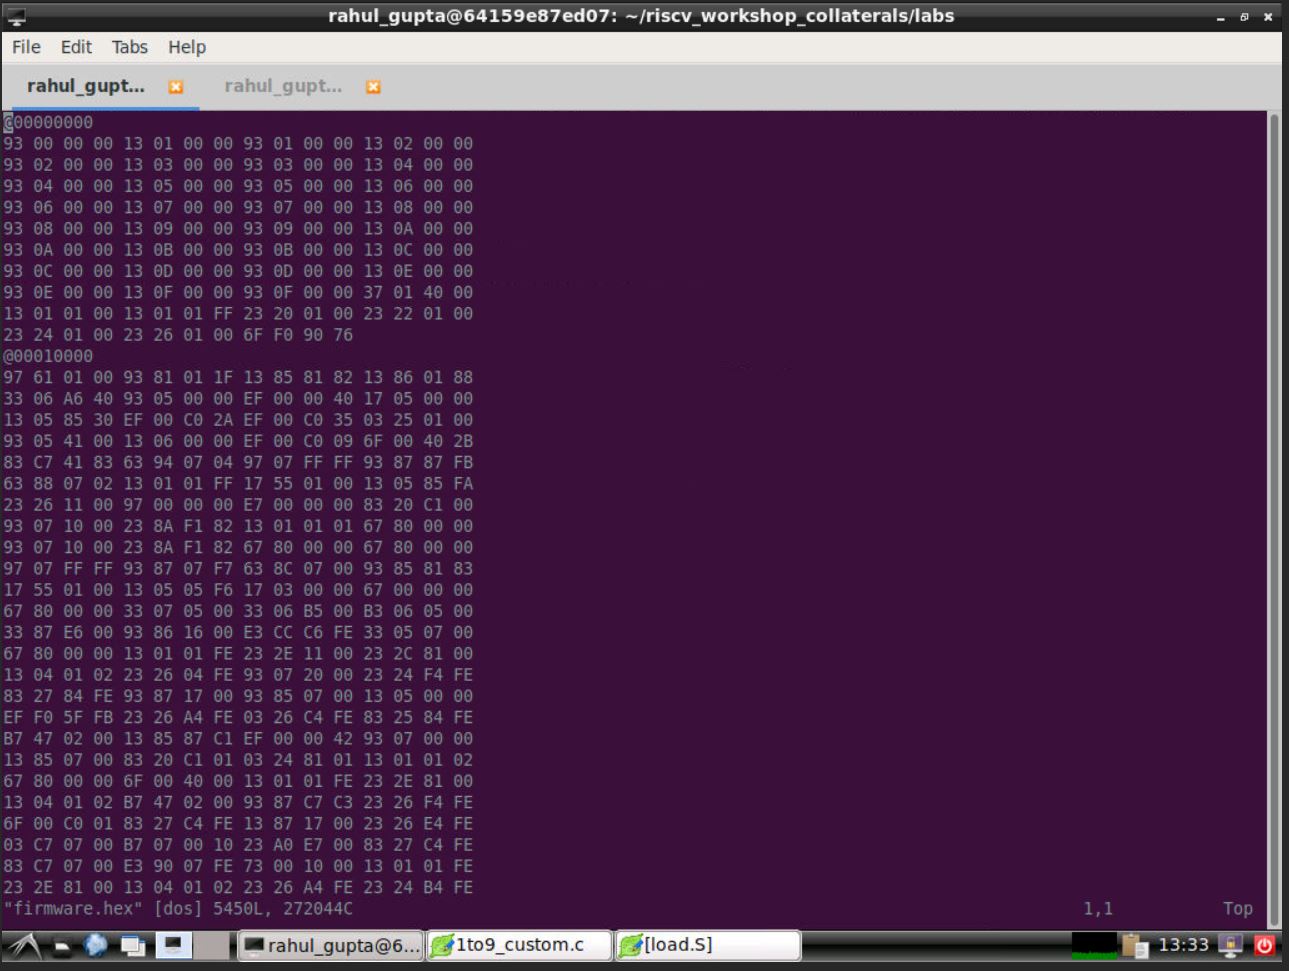 rahul_gupta@64159e87ed07: ~/riscv_workshop_collaterals/labs
File Edit Tabs Help
rahul_gupt... rahul_gupt...
@00000000
93 00 00 00 13 01 00 00 93 01 00 00 13 02 00 00
93 02 00 00 13 03 00 00 93 03 00 00 13 04 00 00
93 04 00 00 13 05 00 00 93 05 00 00 13 06 00 00
93 06 00 00 13 07 00 00 93 07 00 00 13 08 00 00
93 08 00 00 13 09 00 00 93 09 00 00 13 0A 00 00
93 0A 00 00 13 0B 00 00 93 0B 00 00 13 0C 00 00
93 0C 00 00 13 0D 00 00 93 0D 00 00 13 0E 00 00
93 0E 00 00 13 0F 00 00 93 0F 00 00 37 01 40 00
13 01 01 00 13 01 01 FF 23 20 01 00 23 22 01 00
23 24 01 00 23 26 01 00 6F F0 90 76
@00010000
97 61 01 00 93 81 01 1F 13 85 81 82 13 86 01 88
33 06 A6 40 93 05 00 00 EF 00 00 40 17 05 00 00
13 05 85 30 EF 00 C0 2A EF 00 C0 35 03 25 01 00
93 05 41 00 13 06 00 00 EF 00 C0 09 6F 00 40 2B
83 C7 41 83 63 94 07 04 97 07 FF FF 93 87 87 FB
63 88 07 02 13 01 01 FF 17 55 01 00 13 05 85 FA
23 26 11 00 97 00 00 00 E7 00 00 00 83 20 C1 00
93 07 10 00 23 8A F1 82 13 01 01 01 67 80 00 00
93 07 10 00 23 8A F1 82 67 80 00 00 67 80 00 00
97 07 FF FF 93 87 07 F7 63 8C 07 00 93 85 81 83
17 55 01 00 13 05 05 F6 17 03 00 00 67 00 00 00
67 80 00 00 33 07 05 00 33 06 B5 00 B3 06 05 00
33 87 E6 00 93 86 16 00 E3 CC C6 FE 33 05 07 00
67 80 00 00 13 01 01 FE 23 2E 11 00 23 2C 81 00
13 04 01 02 23 26 04 FE 93 07 20 00 23 24 F4 FE
83 27 84 FE 93 87 17 00 93 85 07 00 13 05 00 00
EF F0 5F FB 23 26 A4 FE 03 26 C4 FE 83 25 84 FE
B7 47 02 00 13 85 87 C1 EF 00 00 42 93 07 00 00
13 85 07 00 83 20 C1 01 03 24 81 01 13 01 01 02
67 80 00 00 6F 00 40 00 13 01 01 FE 23 2E 81 00
13 04 01 02 B7 47 02 00 93 87 C7 C3 23 26 F4 FE
6F 00 C0 01 83 27 C4 FE 13 87 17 00 23 26 E4 FE
03 C7 07 00 B7 07 00 10 23 A0 E7 00 83 27 C4 FE
83 C7 07 00 E3 90 07 FE 73 00 10 00 13 01 01 FE
23 2E 81 00 13 04 01 02 23 26 A4 FE 23 24 B4 FE
"firmware.hex" [dos] 5450L, 272044C 1,1 Top
rahul_gupta@6... 1to9_custom.c [load.S] 13:33